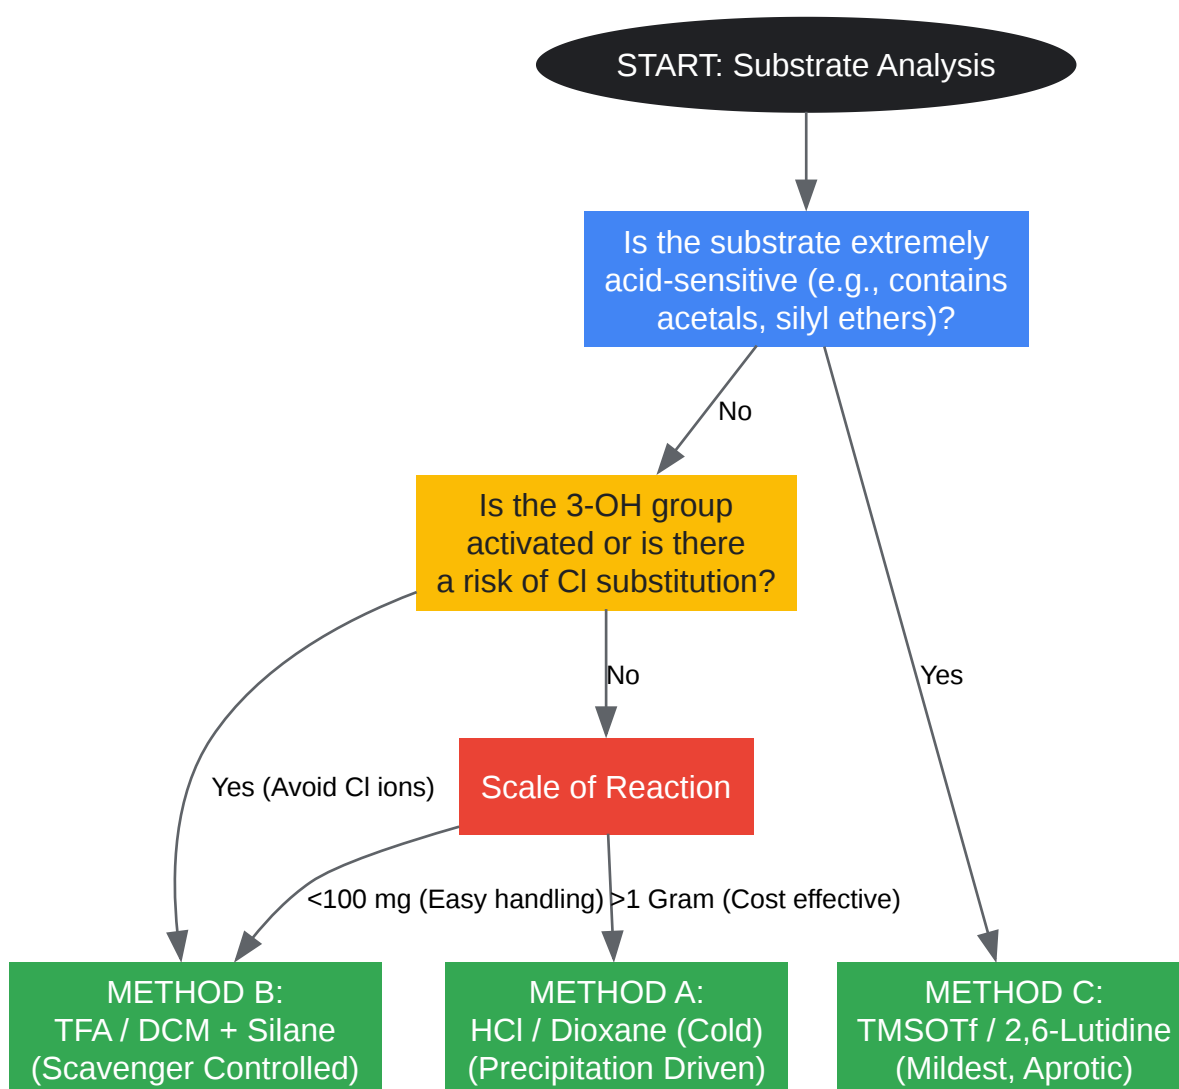 START: Substrate Analysis
Is the substrate extremely
acid-sensitive (e.g., contains
acetals, silyl ethers)?
No
Is the 3-OH group
activated or is there
a risk of Cl substitution?
No
Yes
Yes (Avoid Cl ions)
Scale of Reaction
<100 mg (Easy handling)
>1 Gram (Cost effective)
METHOD B:
TFA / DCM + Silane
(Scavenger Controlled)
METHOD A:
HCl / Dioxane (Cold)
(Precipitation Driven)
METHOD C:
TMSOTf / 2,6-Lutidine
(Mildest, Aprotic)